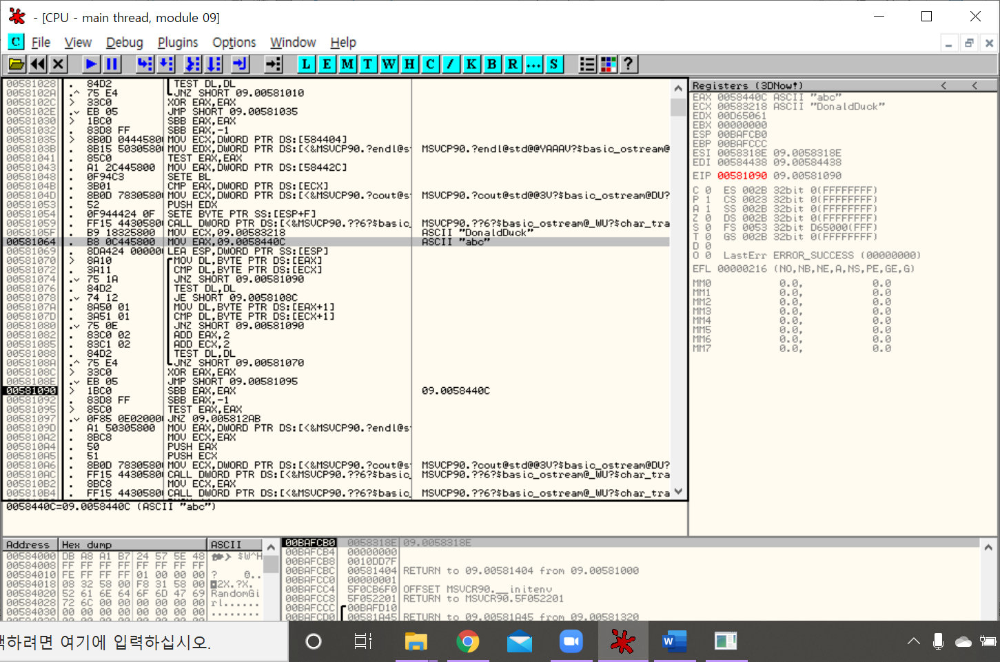 - [CPU - main thread, module 09]
C File View Debug Plugins Options Window Help
L E M T W H C / K B R ... S ?
00581028 . 84D2 TEST DL,DL
0058102A .^ 75 E4 JNZ SHORT 09.00581010
0058102C > 33C0 XOR EAX,EAX
0058102E .v EB 05 JMP SHORT 09.00581035
00581030 > 1BC0 SBB EAX,EAX
00581032 . 83D8 FF SBB EAX,-1
00581035 > 8B0D 04445800 MOV ECX,DWORD PTR DS:[584404]
0058103B . 8B15 50305800 MOV EDX,DWORD PTR DS:[<&MSVCP90.?endl@s MSVCP90.?endl@std@@YAAAV?$basic_ostream@
00581041 . 85C0 TEST EAX,EAX
00581043 . A1 2C445800 MOV EAX,DWORD PTR DS:[58442C]
00581048 . 0F94C3 SETE BL
0058104B . 3B01 CMP EAX,DWORD PTR DS:[ECX]
0058104D . 8B0D 78305800 MOV ECX,DWORD PTR DS:[<&MSVCP90.?cout@s MSVCP90.?cout@std@@3V?$basic_ostream@DU?
00581053 . 52 PUSH EDX
00581054 . 0F944424 0F SETE BYTE PTR SS:[ESP+F]
00581059 . FF15 44305800 CALL DWORD PTR DS:[<&MSVCP90.??6?$basic_ MSVCP90.??6?$basic_ostream@_WU?$char_tra
0058105F . B9 18325800 MOV ECX,09.00583218 ASCII "DonaldDuck"
00581064 . B8 0C445800 MOV EAX,09.0058440C ASCII "abc"
00581069 . 8DA424 000000 LEA ESP,DWORD PTR SS:[ESP]
00581070 > 8A10 MOV DL,BYTE PTR DS:[EAX]
00581072 . 3A11 CMP DL,BYTE PTR DS:[ECX]
00581074 .v 75 1A JNZ SHORT 09.00581090
00581076 . 84D2 TEST DL,DL
00581078 .v 74 12 JE SHORT 09.0058108C
0058107A . 8A50 01 MOV DL,BYTE PTR DS:[EAX+1]
0058107D . 3A51 01 CMP DL,BYTE PTR DS:[ECX+1]
00581080 .v 75 0E JNZ SHORT 09.00581090
00581082 . 83C0 02 ADD EAX,2
00581085 . 83C1 02 ADD ECX,2
00581088 . 84D2 TEST DL,DL
0058108A .^ 75 E4 JNZ SHORT 09.00581070
0058108C > 33C0 XOR EAX,EAX
0058108E .v EB 05 JMP SHORT 09.00581095
00581090 > 1BC0 SBB EAX,EAX 09.0058440C
00581092 . 83D8 FF SBB EAX,-1
00581095 > 85C0 TEST EAX,EAX
00581097 .v 0F85 0E020000 JNZ 09.005812AB
0058109D . A1 50305800 MOV EAX,DWORD PTR DS:[<&MSVCP90.?endl@s MSVCP90.?endl@std@@YAAAV?$basic_ostream@
005810A2 . 8BC8 MOV ECX,EAX
005810A4 . 50 PUSH EAX
005810A5 . 51 PUSH ECX
005810A6 . 8B0D 78305800 MOV ECX,DWORD PTR DS:[<&MSVCP90.?cout@s MSVCP90.?cout@std@@3V?$basic_ostream@DU?
005810AC . FF15 44305800 CALL DWORD PTR DS:[<&MSVCP90.??6?$basic_ MSVCP90.??6?$basic_ostream@_WU?$char_tra
005810B2 . 8BC8 MOV ECX,EAX
005810B4 . FF15 44305800 CALL DWORD PTR DS:[<&MSVCP90.??6?$basic_ MSVCP90.??6?$basic_ostream@_WU?$char_tra
0058440C=09.0058440C (ASCII "abc")
Registers (3DNow!) < <
EAX 0058440C ASCII "abc"
ECX 00583218 ASCII "DonaldDuck"
EDX 00D65061
EBX 00000000
ESP 00BAFCB0
EBP 00BAFCCC
ESI 0058318E 09.0058318E
EDI 00584438 09.00584438
EIP 00581090 09.00581090
C 0 ES 002B 32bit 0(FFFFFFFF)
P 1 CS 0023 32bit 0(FFFFFFFF)
A 1 SS 002B 32bit 0(FFFFFFFF)
Z 0 DS 002B 32bit 0(FFFFFFFF)
S 0 FS 0053 32bit D65000(FFF)
T 0 GS 002B 32bit 0(FFFFFFFF)
D 0
O 0 LastErr ERROR_SUCCESS (00000000)
EFL 00000216 (NO,NB,NE,A,NS,PE,GE,G)
MM0 0.0, 0.0
MM1 0.0, 0.0
MM2 0.0, 0.0
MM3 0.0, 0.0
MM4 0.0, 0.0
MM5 0.0, 0.0
MM6 0.0, 0.0
MM7 0.0, 0.0
Address Hex dump ASCII
00584000 DB A8 A1 B7 24 57 5E 48 $W^H
00584008 FF FF FF FF FF FF FF FF
00584010 FE FF FF FF 01 00 00 00 ? 0..
00584018 08 32 58 00 F8 31 58 00 2X.?X.
00584020 52 61 6E 64 6F 6D 47 69 RandomGi
00584028 72 6C 00 00 00 00 00 00 rl......
00584030 00 00 00 00 00 00 00 00 ........
00BAFCB0 0058318E 09.0058318E
00BAFCB4 00000000
00BAFCB8 0010DD7F
00BAFCBC 00581404 RETURN to 09.00581404 from 09.00581000
00BAFCC0 00000001
00BAFCC4 5F0CB6F0 OFFSET MSVCR90.__initenv
00BAFCC8 5F052201 RETURN to MSVCR90.5F052201
00BAFCCC 00BAFD10
00BAFCD0 00581A45 RETURN to 09.00581A45 from 09.00581320
색하려면 여기에 입력하십시오.